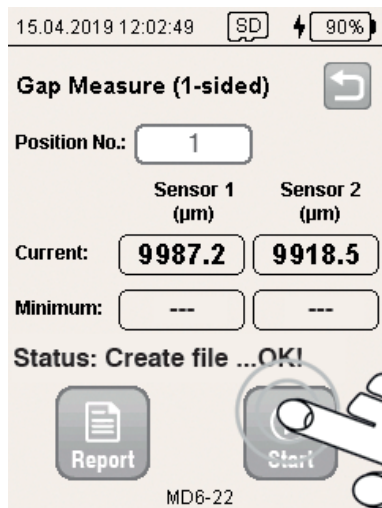 15.04.2019 12:02:49 SD 90%
Gap Measure (1-sided)
Position No.: 1
Sensor 1 Sensor 2
(µm) (µm)
Current: 9987.2 9918.5
Minimum: --- ---
Status: Create file ...OK!
Report Start
MD6-22